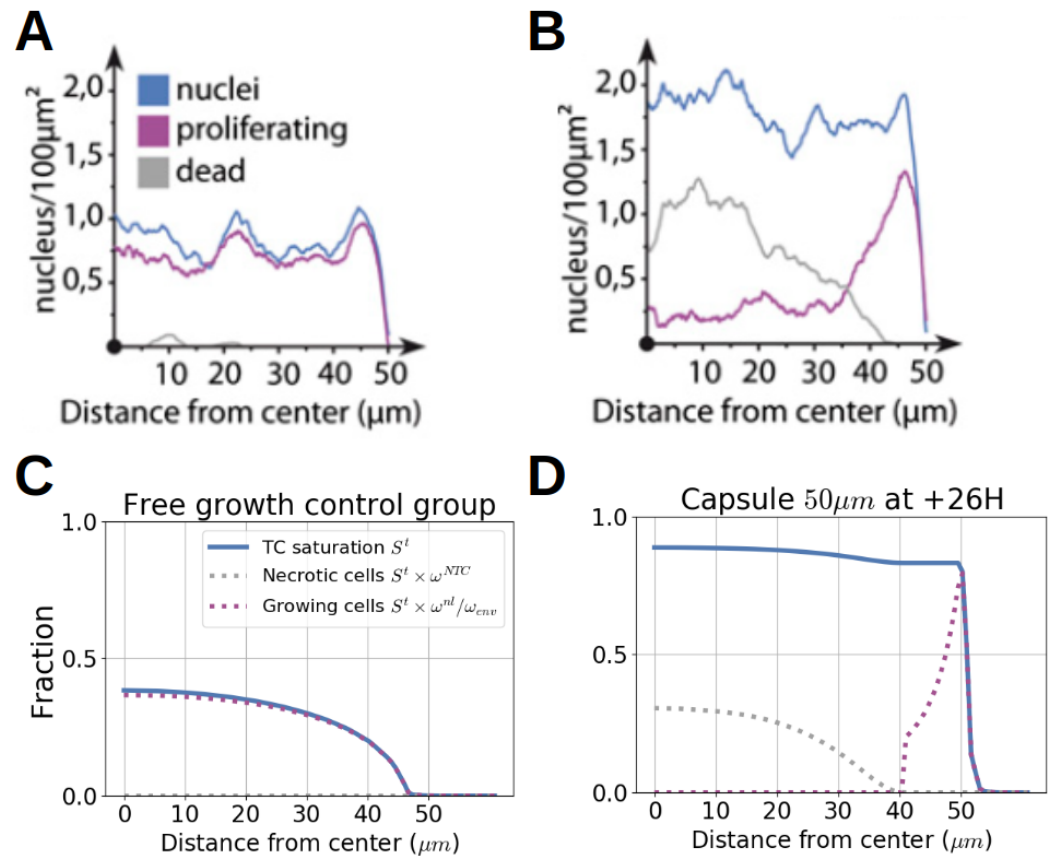 A
nucleus/100µm²
2,0
1,5
1,0
0,5
nuclei
proliferating
dead
10 20 30 40 50
Distance from center (µm)
B
nucleus/100µm²
2,0
1,5
1,0
0,5
10 20 30 40 50
Distance from center (µm)
C
Free growth control group
Fraction
1.0
0.5
0.0
TC saturation Sᵗ
Necrotic cells Sᵗ × ω^NTC
Growing cells Sᵗ × ω^nl/ω_env
0 10 20 30 40 50
Distance from center (µm)
D
Capsule 50µm at +26H
1.0
0.5
0.0
0 10 20 30 40 50
Distance from center (µm)